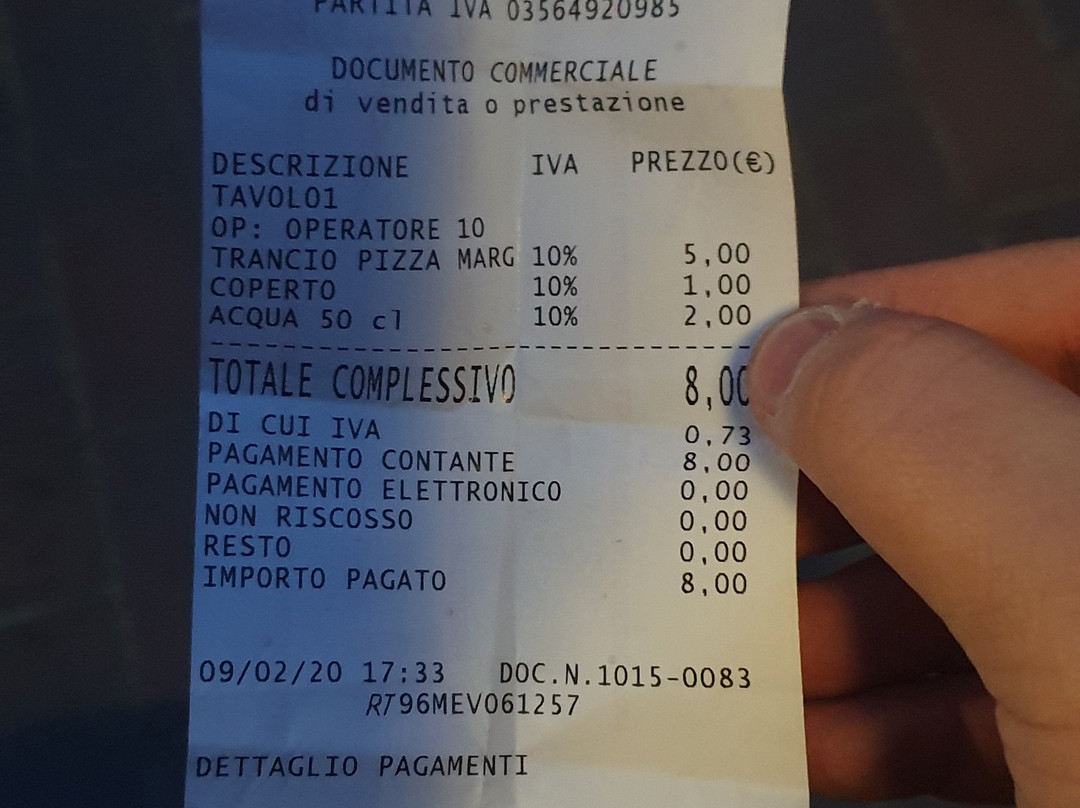 PARTITA IVA 03564920985
DOCUMENTO COMMERCIALE
di vendita o prestazione
DESCRIZIONE IVA PREZZO(€)
TAVOLO1
OP: OPERATORE 10
TRANCIO PIZZA MARG 10% 5,00
COPERTO 10% 1,00
ACQUA 50 cl 10% 2,00
TOTALE COMPLESSIVO 8,00
DI CUI IVA 0,73
PAGAMENTO CONTANTE 8,00
PAGAMENTO ELETTRONICO 0,00
NON RISCOSSO 0,00
RESTO 0,00
IMPORTO PAGATO 8,00
09/02/20 17:33 DOC.N.1015-0083
RT96MEV061257
DETTAGLIO PAGAMENTI